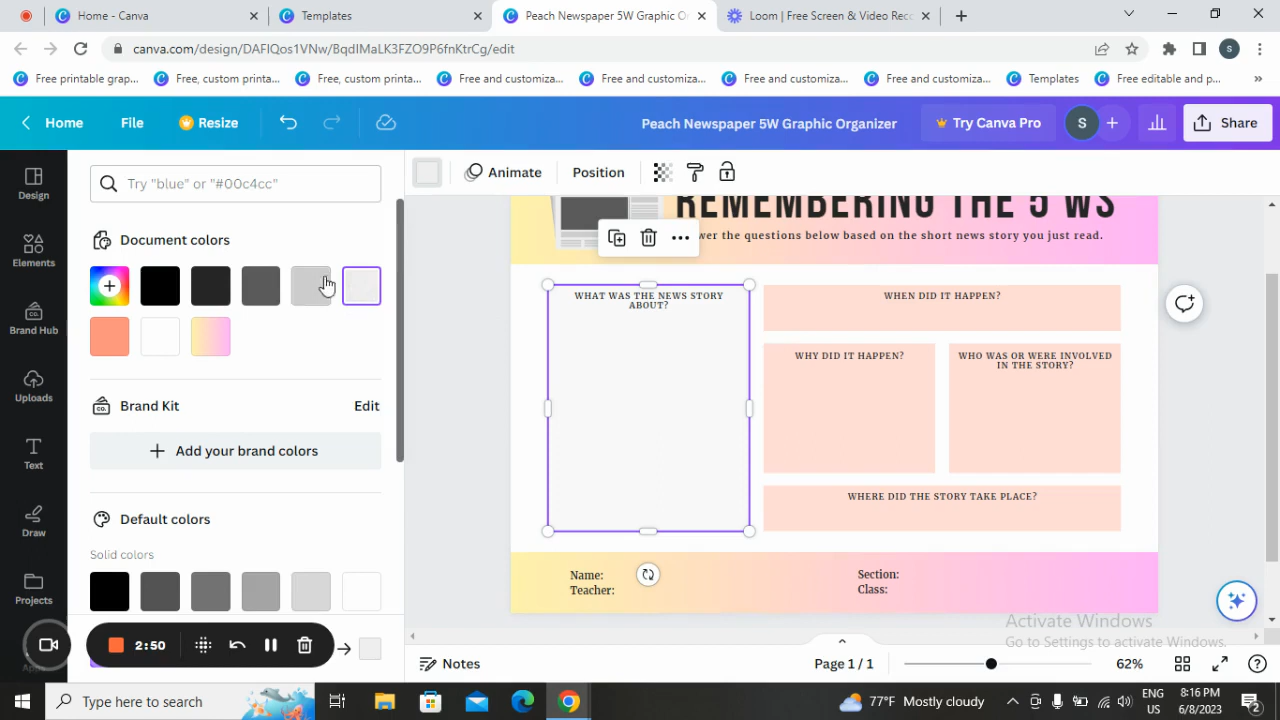 Home - Canva
Templates
Peach Newspaper 5W Graphic Or
Loom | Free Screen & Video Reco
canva.com/design/DAFlQos1VNw/BqdIMaLK3FZO9P6fnKtrCg/edit
S
Free printable grap...
Free, custom printa...
Free, custom printa...
Free and customiza...
Free and customiza...
Free and customiza...
Free and customiza...
Templates
Free editable and p...
Home
File
Resize
Peach Newspaper 5W Graphic Organizer
Try Canva Pro
S
Share
Design
Elements
Brand Hub
Uploads
Text
Draw
Projects
Try "blue" or "#00c4cc"
Animate
Position
Document colors
Brand Kit
Edit
Add your brand colors
Default colors
Solid colors
REMEMBERING THE 5 WS
wer the questions below based on the short news story you just read.
WHAT WAS THE NEWS STORY
ABOUT?
WHEN DID IT HAPPEN?
WHY DID IT HAPPEN?
WHO WAS OR WERE INVOLVED
IN THE STORY?
WHERE DID THE STORY TAKE PLACE?
Name:
Teacher:
Section:
Class:
Activate Windows
Go to Settings to activate Windows.
2:50
Notes
Page 1 / 1
62%
Type here to search
77°F Mostly cloudy
ENG
US
8:16 PM
6/8/2023
2